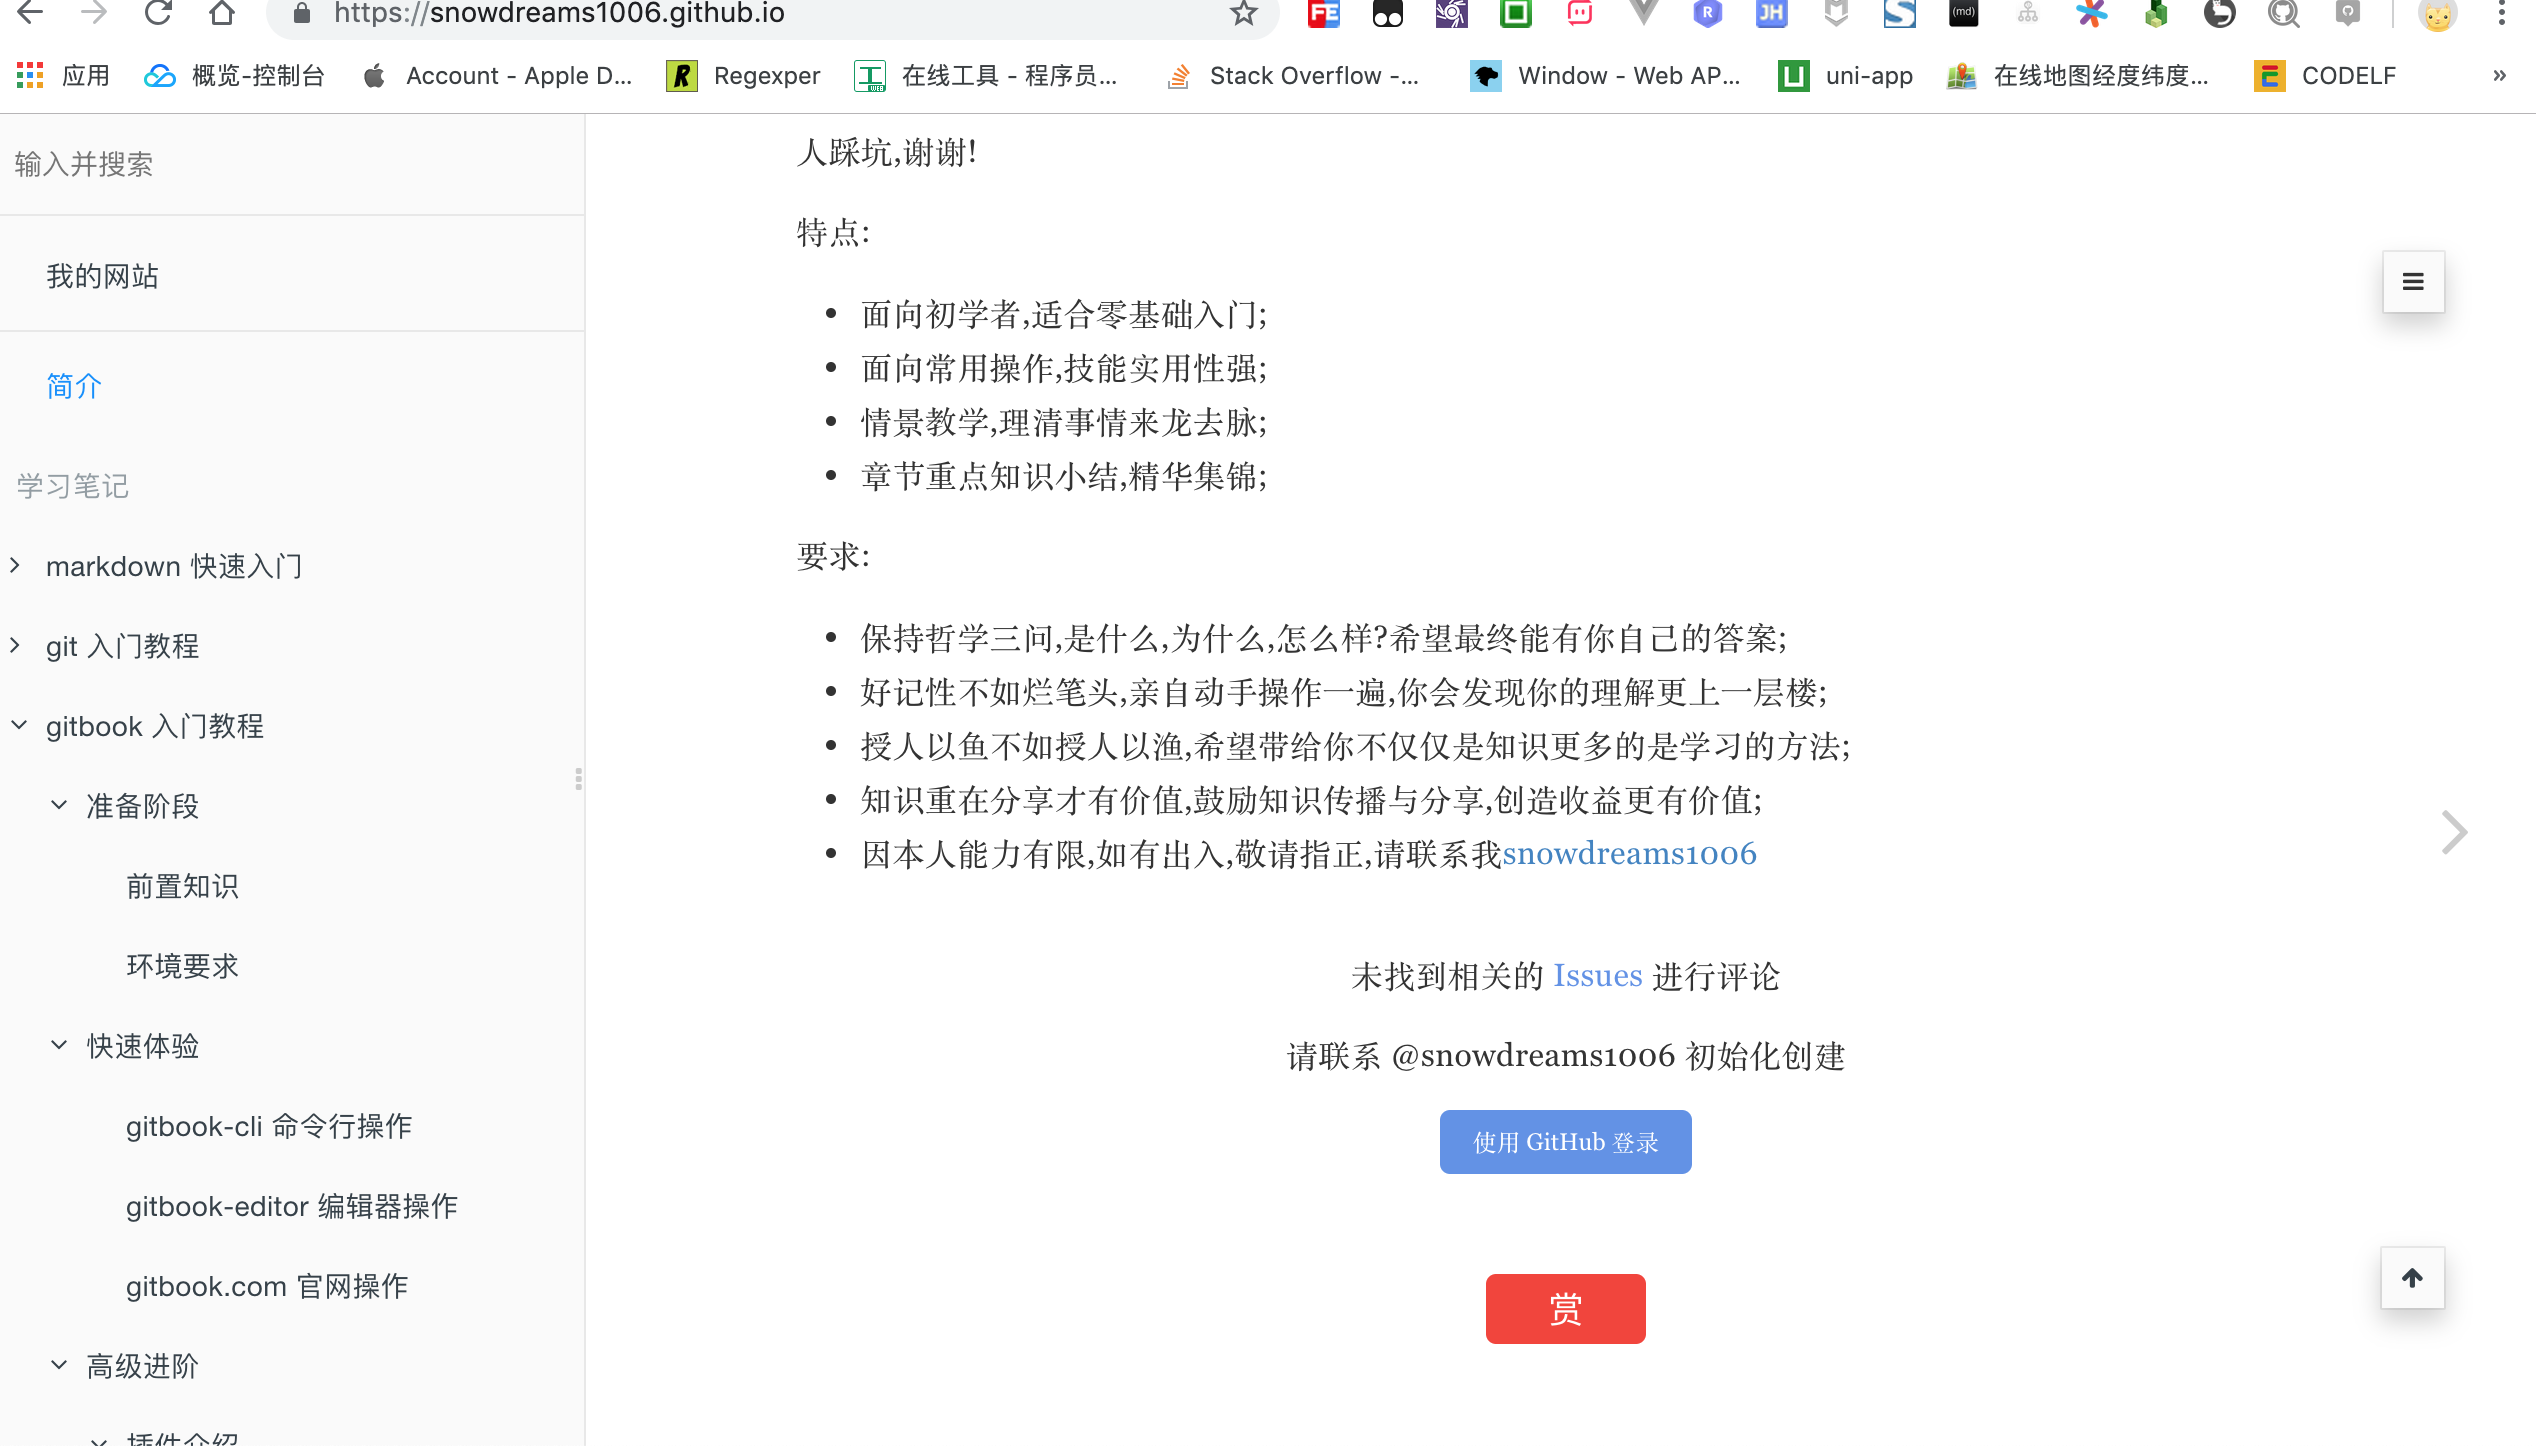 https://snowdreams1006.github.io
应用 概览-控制台 Account - Apple D... Regexper 在线工具 - 程序员... Stack Overflow -... Window - Web AP... uni-app 在线地图经度纬度... CODELF »
输入并搜索
我的网站
简介
学习笔记
markdown 快速入门
git 入门教程
gitbook 入门教程
准备阶段
前置知识
环境要求
快速体验
gitbook-cli 命令行操作
gitbook-editor 编辑器操作
gitbook.com 官网操作
高级进阶
插件介绍
人踩坑,谢谢!
特点:
• 面向初学者,适合零基础入门;
• 面向常用操作,技能实用性强;
• 情景教学,理清事情来龙去脉;
• 章节重点知识小结,精华集锦;
要求:
• 保持哲学三问,是什么,为什么,怎么样?希望最终能有你自己的答案;
• 好记性不如烂笔头,亲自动手操作一遍,你会发现你的理解更上一层楼;
• 授人以鱼不如授人以渔,希望带给你不仅仅是知识更多的是学习的方法;
• 知识重在分享才有价值,鼓励知识传播与分享,创造收益更有价值;
• 因本人能力有限,如有出入,敬请指正,请联系我snowdreams1006
未找到相关的 Issues 进行评论
请联系 @snowdreams1006 初始化创建
使用 GitHub 登录
赏